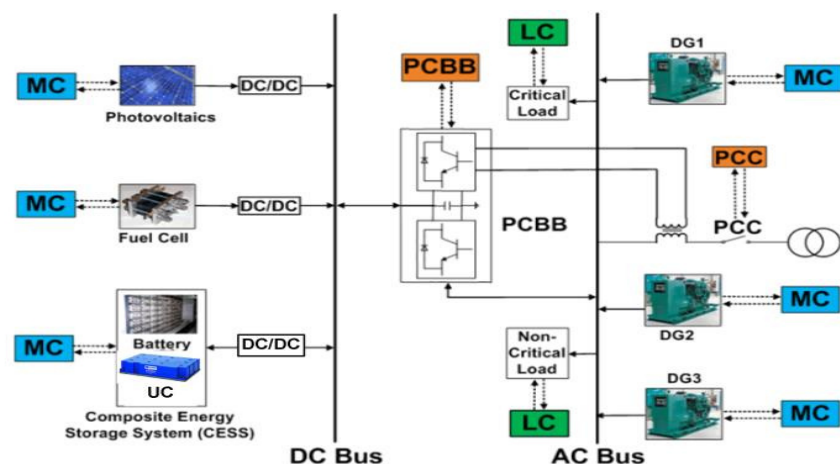 MC
Photovoltaics
DC/DC
MC
Fuel Cell
DC/DC
MC
Battery
UC
DC/DC
Composite Energy
Storage System (CESS)
DC Bus
PCBB
PCBB
LC
Critical
Load
Non-
Critical
Load
LC
AC Bus
DG1
MC
PCC
PCC
MC
DG2
DG3
MC